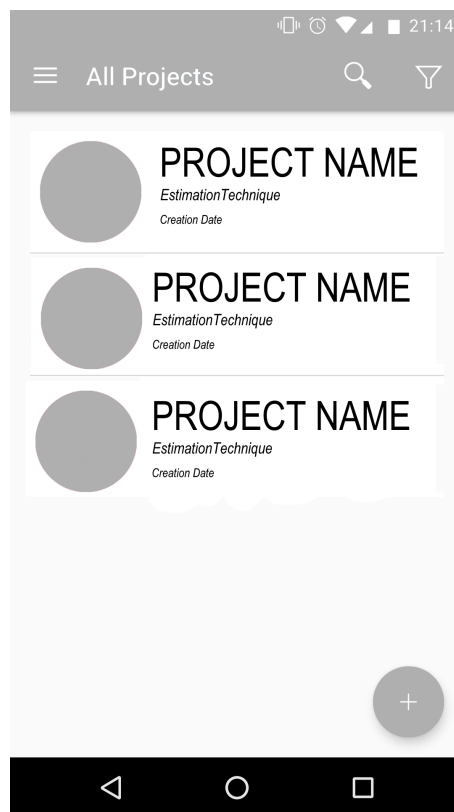 21:14
All Projects
PROJECT NAME
EstimationTechnique
Creation Date
PROJECT NAME
EstimationTechnique
Creation Date
PROJECT NAME
EstimationTechnique
Creation Date